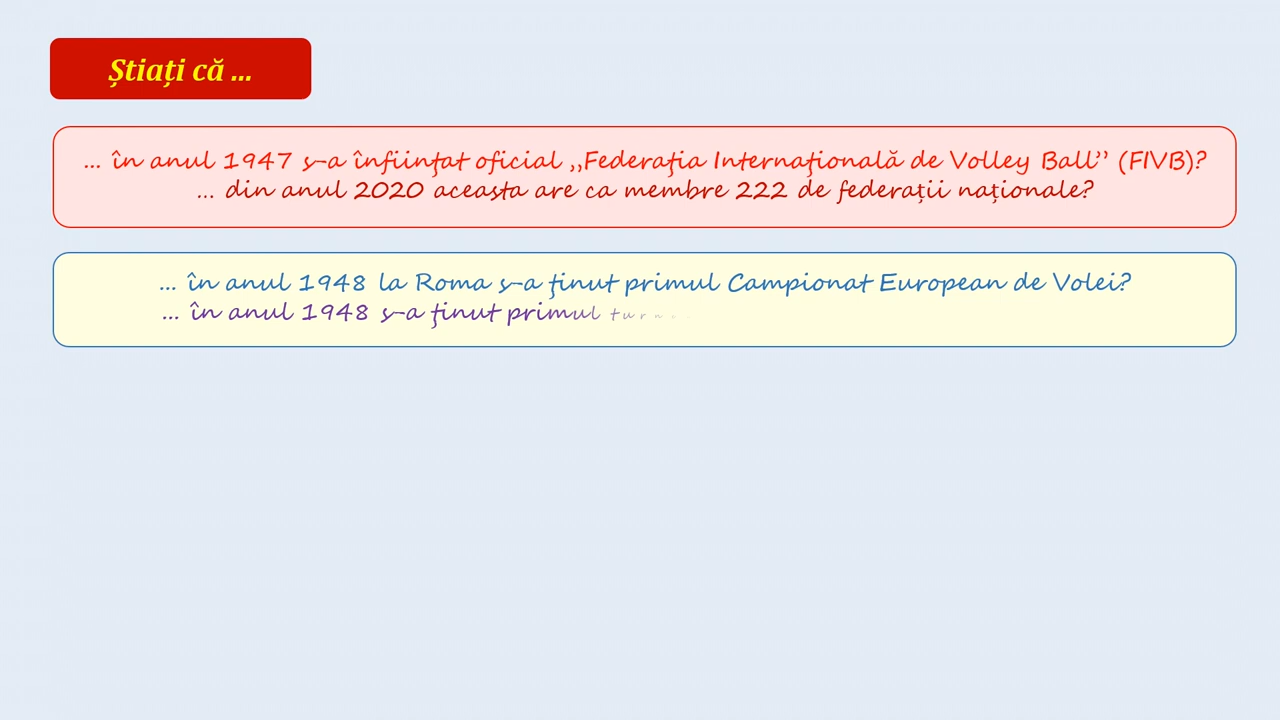 Știați că ...
... în anul 1947 s-a înființat oficial „Federația Internațională de Volley Ball” (FIVB)?
... din anul 2020 aceasta are ca membre 222 de federații naționale?
... în anul 1948 la Roma s-a ținut primul Campionat European de Volei?
... în anul 1948 s-a ținut primul